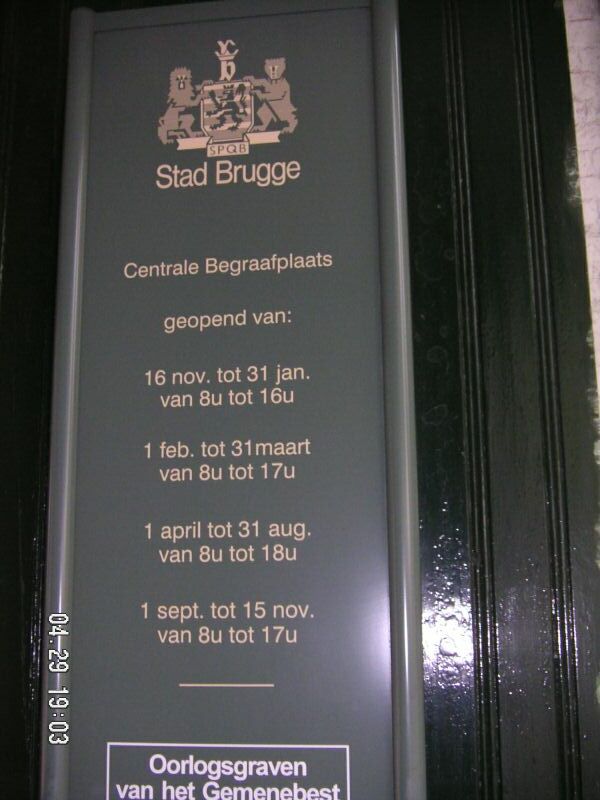 SPQB
Stad Brugge
Centrale Begraafplaats
geopend van:
16 nov. tot 31 jan.
van 8u tot 16u
1 feb. tot 31maart
van 8u tot 17u
1 april tot 31 aug.
van 8u tot 18u
1 sept. tot 15 nov.
van 8u tot 17u
Oorlogsgraven
van het Gemenebest
04.29 19:03